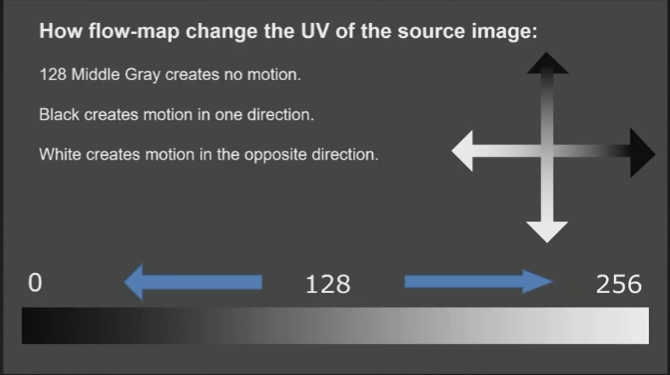 How flow-map change the UV of the source image:
128 Middle Gray creates no motion.
Black creates motion in one direction.
White creates motion in the opposite direction.
0 128 256